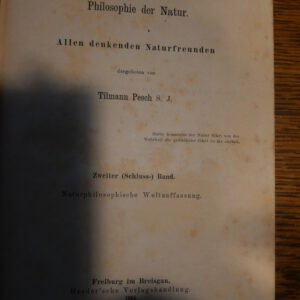 Philosophie der Natur.
Allen denkenden Naturfreunden
dargeboten von
Tilmann Pesch S. J.
Zweiter (Schluss-) Band.
Naturphilosophische Weltauffassung.
Freiburg im Breisgau.
Herder'sche Verlagshandlung.